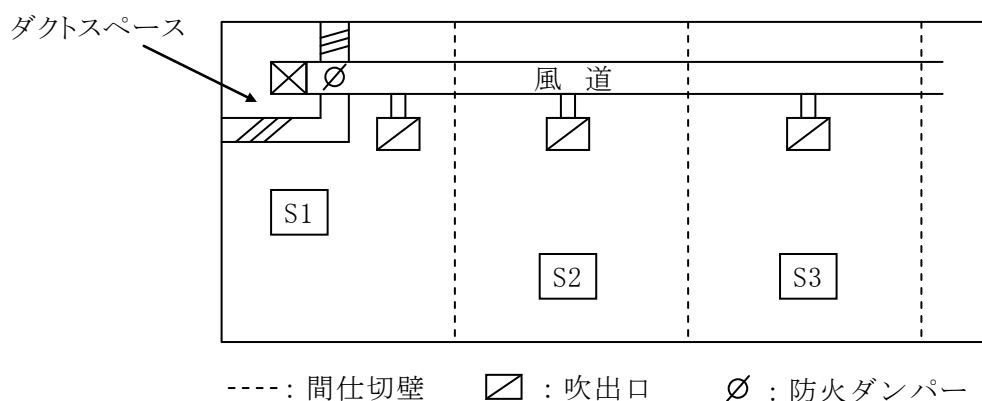 ダクトスペース
風 道
S1
S2
S3
----：間仕切壁 ：吹出口 ：防火ダンパー